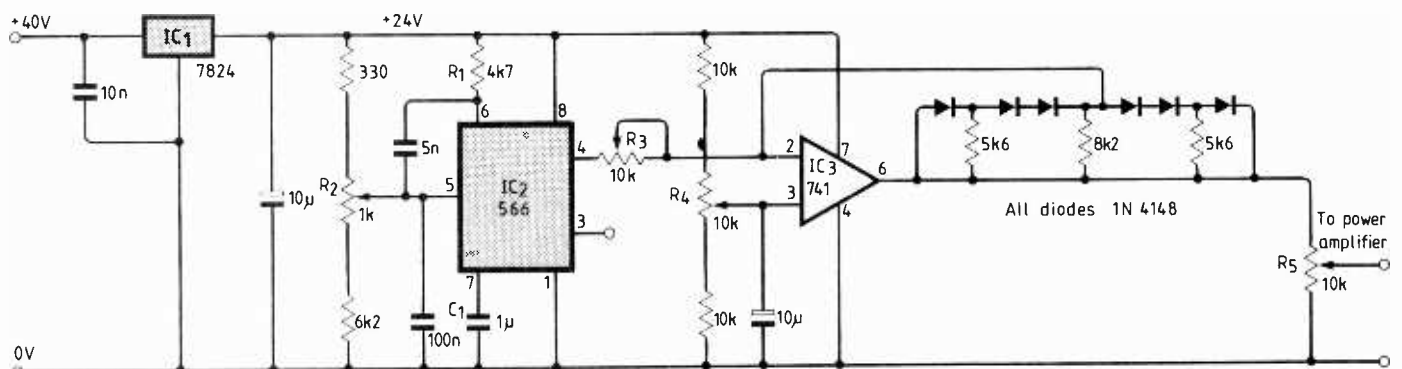 +40V
IC1
7824
+24V
10n
10µ
330
R2
1k
6k2
R1
4k7
5n
100n
C1
1µ
6
8
4
5
3
7
1
IC2
566
R3
10k
10k
R4
10k
10k
10µ
2
3
7
4
6
IC3
741
5k6
8k2
5k6
All diodes 1N 4148
To power
amplifier
R5
10k
0V